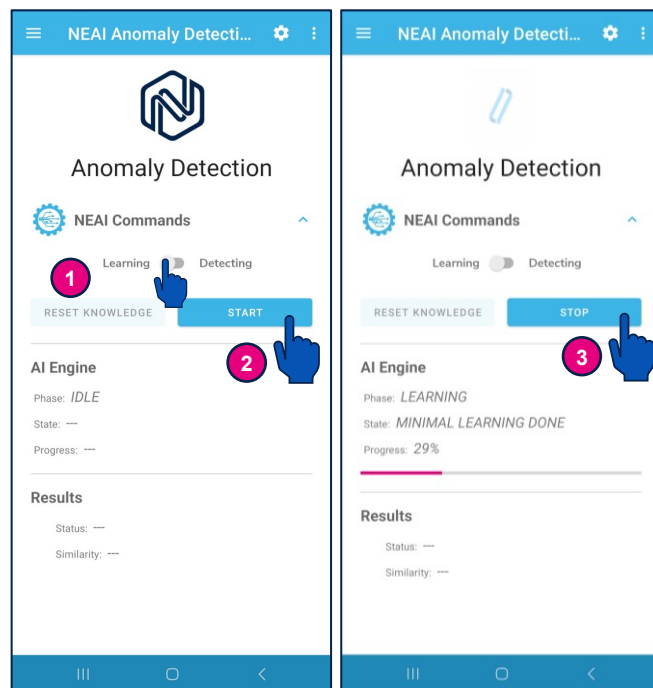 NEAI Anomaly Detecti...
Anomaly Detection
NEAI Commands
Learning Detecting
1
RESET KNOWLEDGE START
2
AI Engine
Phase: IDLE
State: ---
Progress: ---
Results
Status: ---
Similarity: ---
NEAI Anomaly Detecti...
Anomaly Detection
NEAI Commands
Learning Detecting
RESET KNOWLEDGE STOP
3
AI Engine
Phase: LEARNING
State: MINIMAL LEARNING DONE
Progress: 29%
Results
Status: ---
Similarity: ---